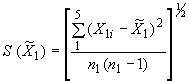 S (X̃₁) = [ Σ₁⁵ (X₁ᵢ − X̃₁)² / n₁(n₁ − 1) ]^½